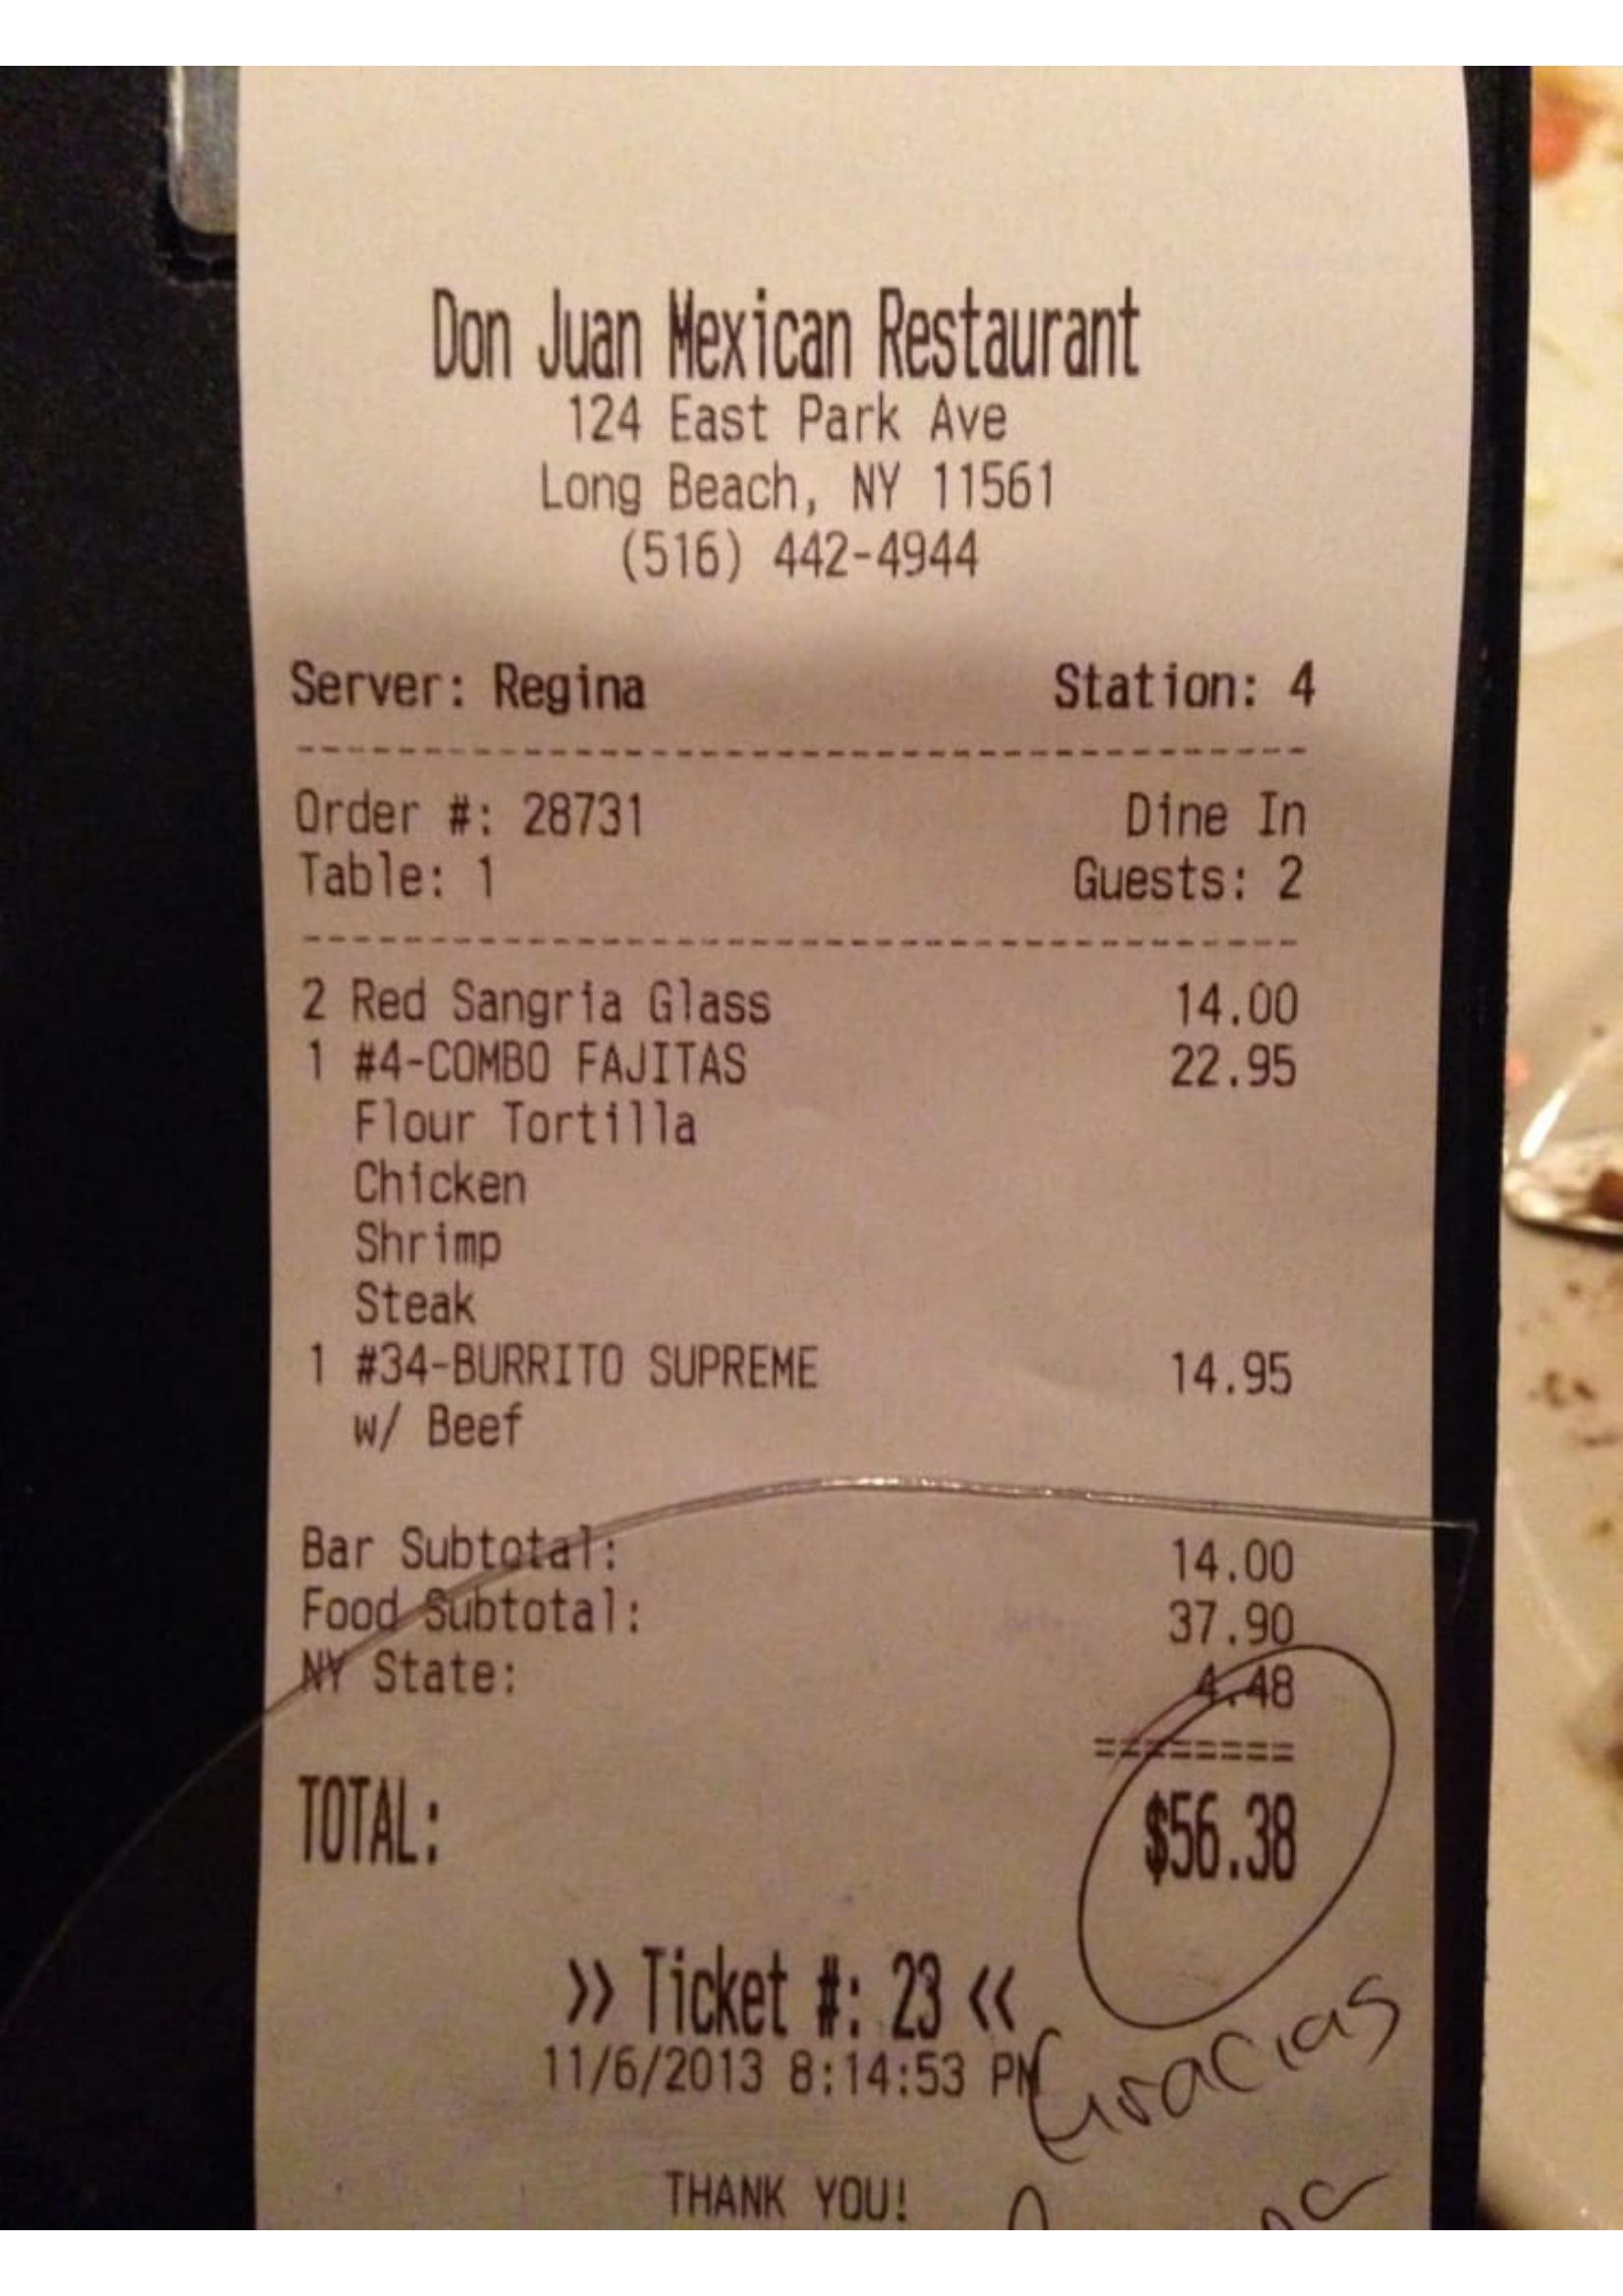 Don Juan Mexican Restaurant
124 East Park Ave
Long Beach, NY 11561
(516) 442-4944
Server: Regina Station: 4
Order #: 28731 Dine In
Table: 1 Guests: 2
2 Red Sangria Glass 14.00
1 #4-COMBO FAJITAS 22.95
Flour Tortilla
Chicken
Shrimp
Steak
1 #34-BURRITO SUPREME 14.95
w/ Beef
Bar Subtotal: 14.00
Food Subtotal: 37.90
NY State: 4.48
========
TOTAL: $56.38
>> Ticket #: 23 <<
11/6/2013 8:14:53 PM
Gracias
THANK YOU!